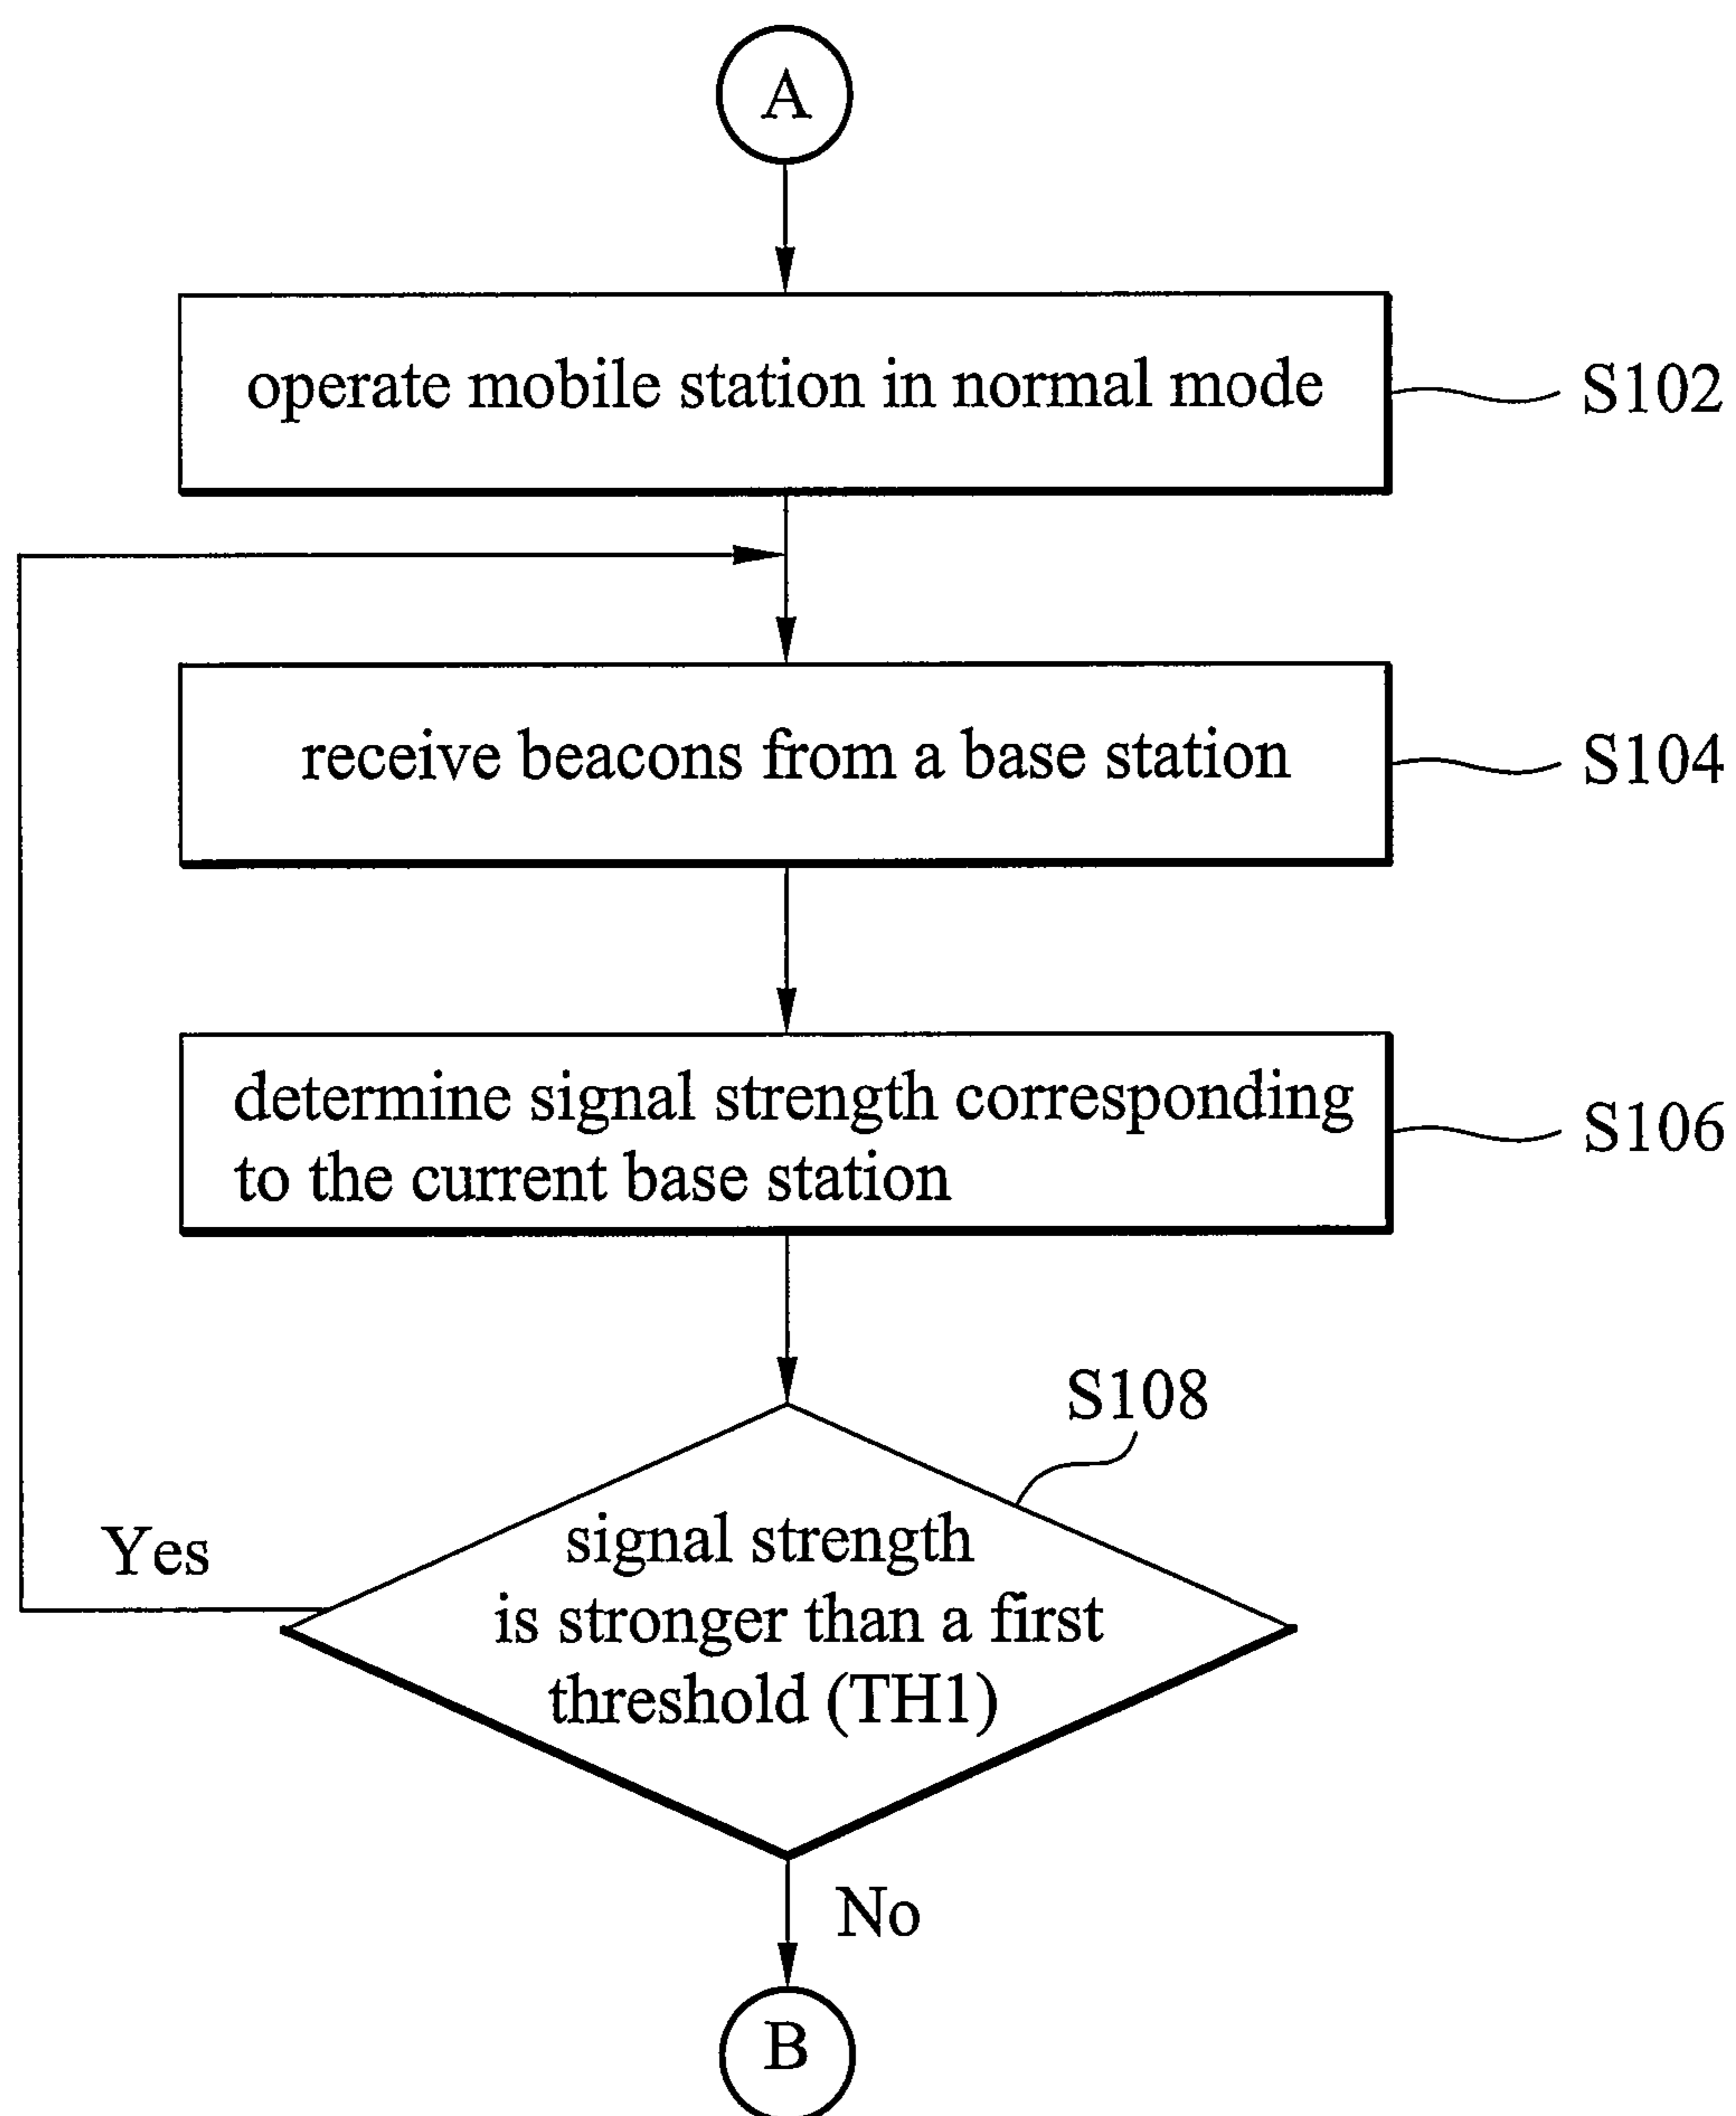 A
operate mobile station in normal mode
S102
receive beacons from a base station
S104
determine signal strength corresponding
to the current base station
S106
S108
signal strength
is stronger than a first
threshold (TH1)
Yes
No
B